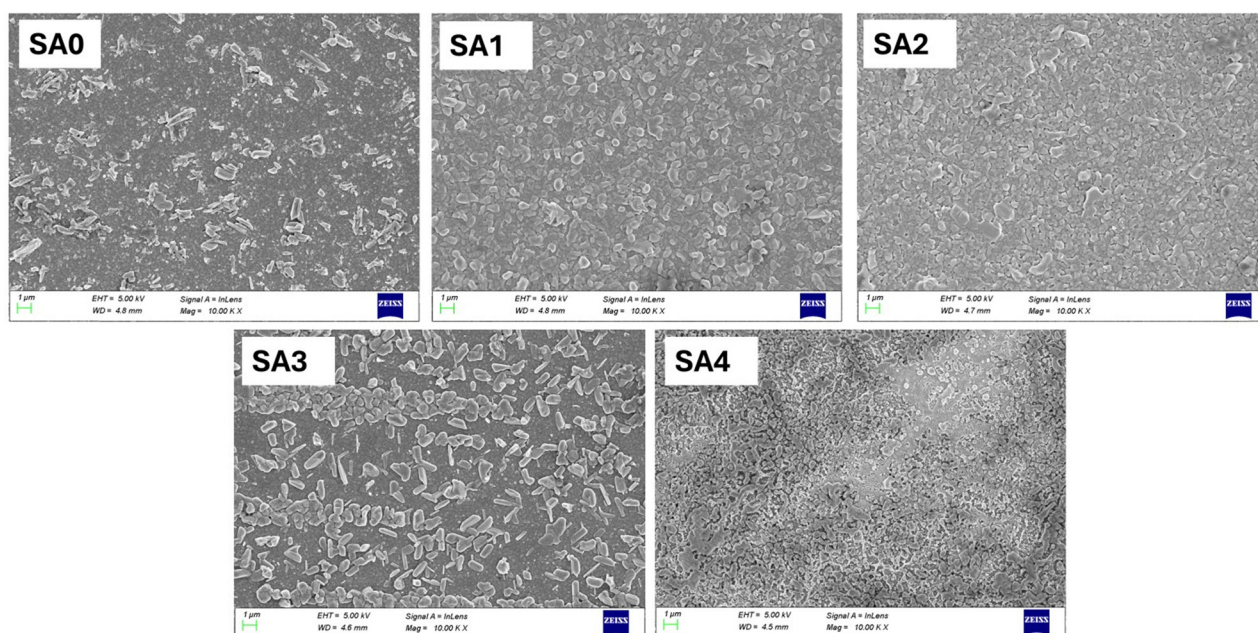 SA0
1 µm EHT = 5.00 kV Signal A = InLens ZEISS
WD = 4.8 mm Mag = 10.00 K X
SA1
1 µm EHT = 5.00 kV Signal A = InLens ZEISS
WD = 4.8 mm Mag = 10.00 K X
SA2
1 µm EHT = 5.00 kV Signal A = InLens ZEISS
WD = 4.7 mm Mag = 10.00 K X
SA3
1 µm EHT = 5.00 kV Signal A = InLens ZEISS
WD = 4.6 mm Mag = 10.00 K X
SA4
1 µm EHT = 5.00 kV Signal A = InLens ZEISS
WD = 4.5 mm Mag = 10.00 K X